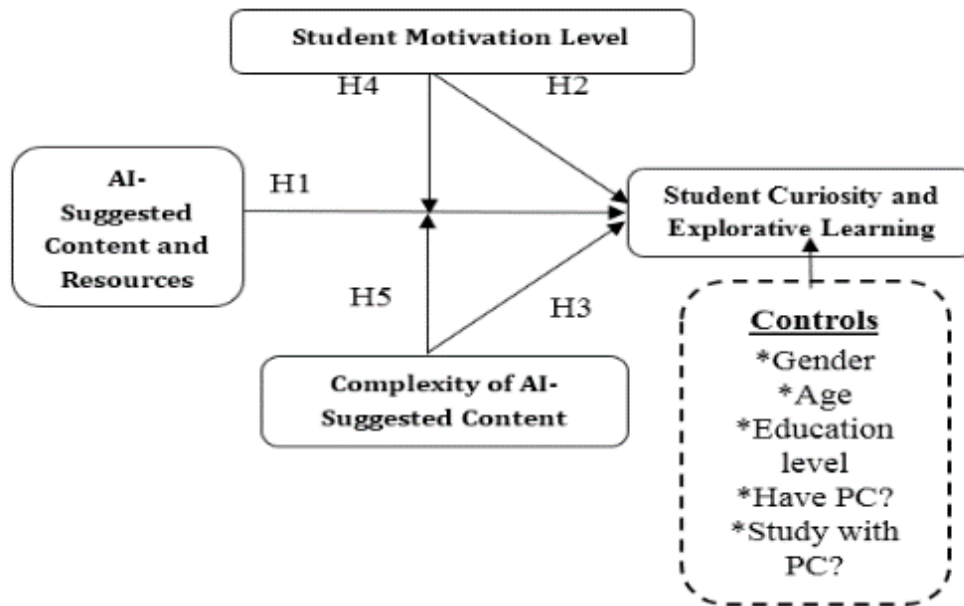 Student Motivation Level
H4
H2
AI-
Suggested
Content and
Resources
H1
Student Curiosity and
Explorative Learning
H5
H3
Complexity of AI-
Suggested Content
Controls
*Gender
*Age
*Education
level
*Have PC?
*Study with
PC?